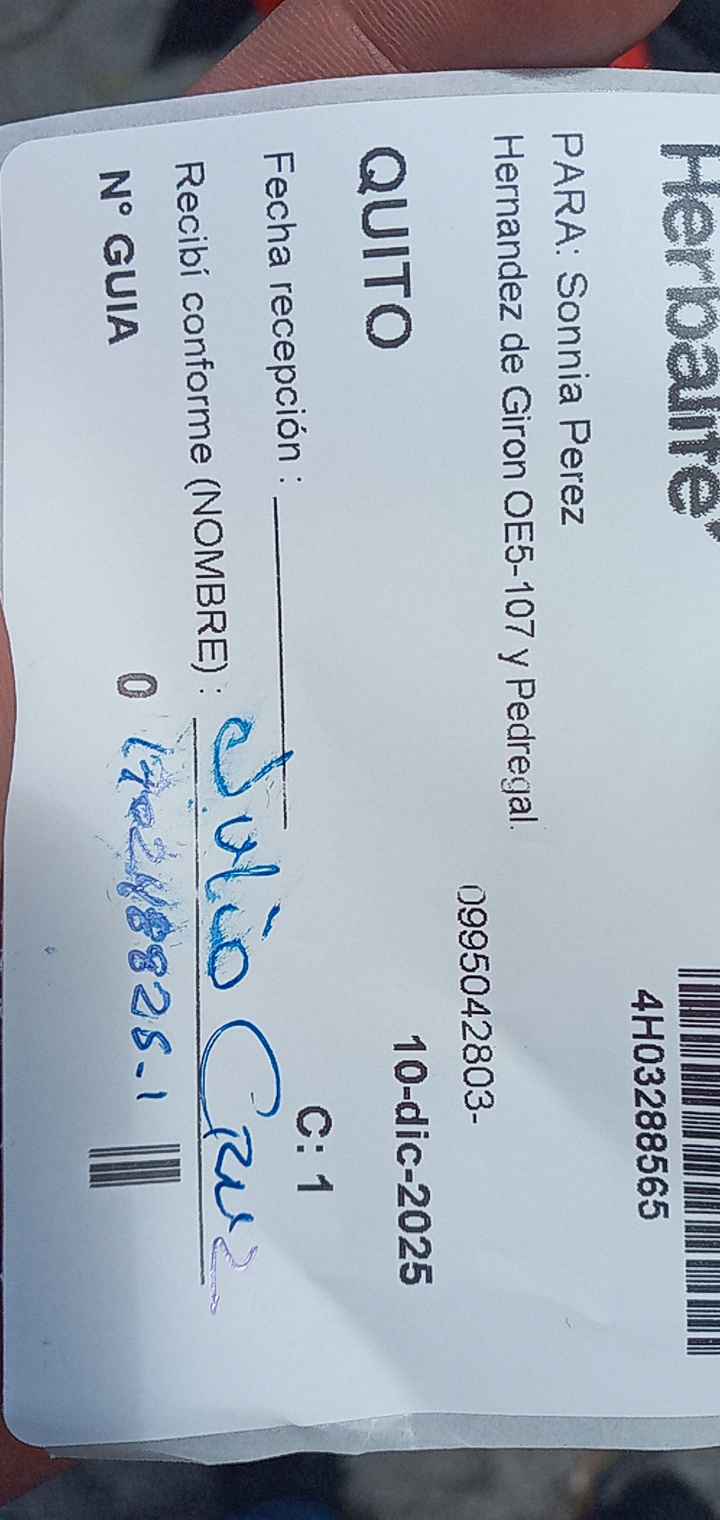 Herbalife
4H03288565
PARA: Sonnia Perez
Hernandez de Giron OE5-107 y Pedregal.
0995042803-
QUITO 10-dic-2025
Fecha recepción :
C: 1
Recibí conforme (NOMBRE) : Julio Cruz
N° GUIA 0